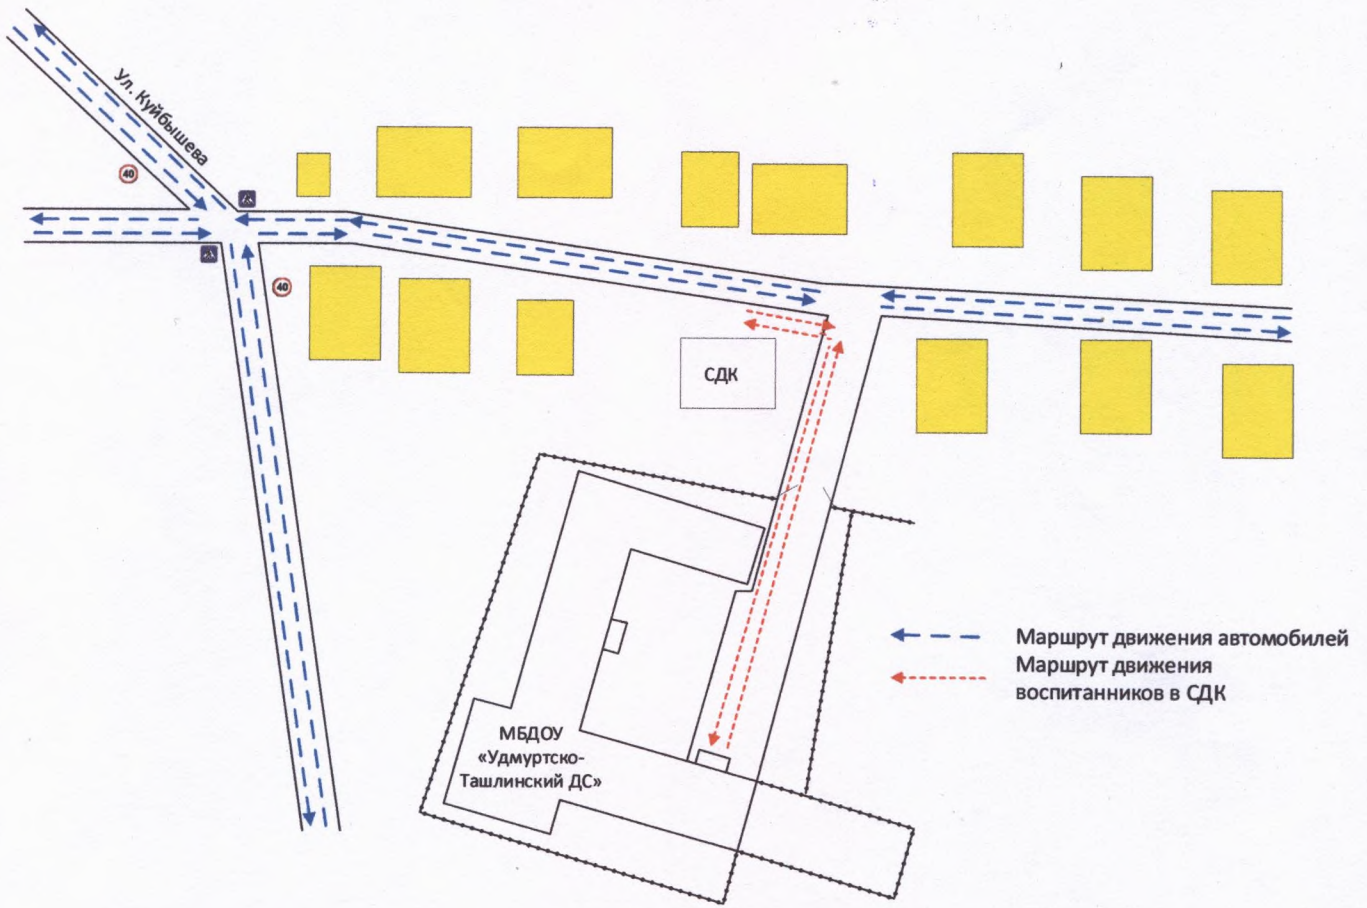 Ул. Куйбышева
40
40
СДК
МБДОУ
«Удмуртско-
Ташлинский ДС»
Маршрут движения автомобилей
Маршрут движения
воспитанников в СДК